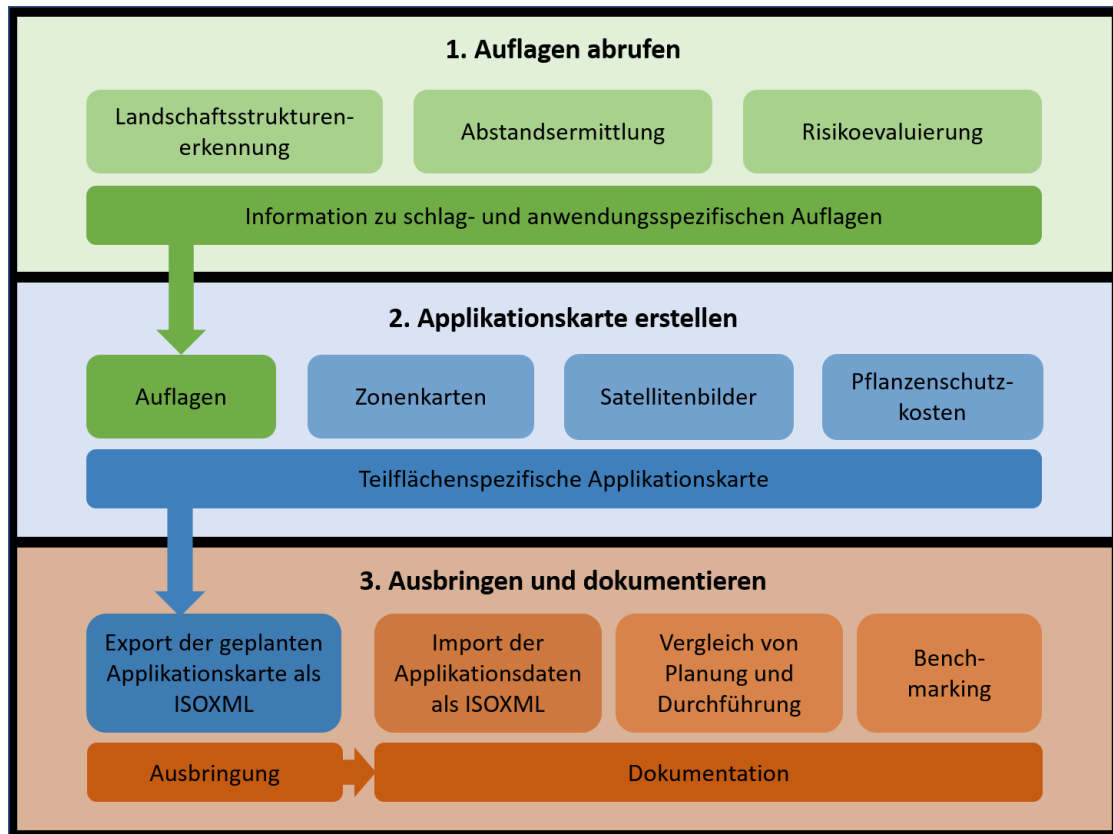 1. Auflagen abrufen
Landschaftsstrukturen-
erkennung
Abstandsermittlung
Risikoevaluierung
Information zu schlag- und anwendungsspezifischen Auflagen
2. Applikationskarte erstellen
Auflagen
Zonenkarten
Satellitenbilder
Pflanzenschutz-
kosten
Teilflächenspezifische Applikationskarte
3. Ausbringen und dokumentieren
Export der geplanten
Applikationskarte als
ISOXML
Import der
Applikationsdaten
als ISOXML
Vergleich von
Planung und
Durchführung
Bench-
marking
Ausbringung
Dokumentation